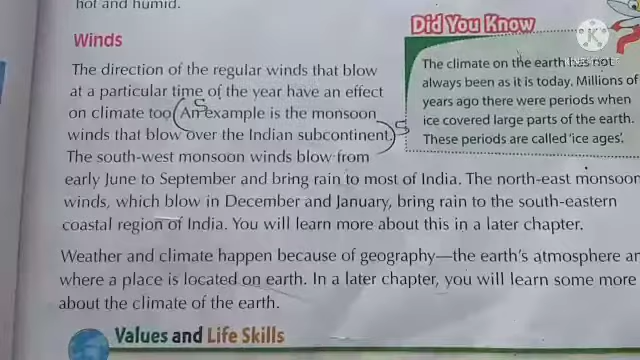 hot and humid.
Winds
The direction of the regular winds that blow
at a particular time of the year have an effect
on climate too. An example is the monsoon
winds that blow over the Indian subcontinent.
The south-west monsoon winds blow from
early June to September and bring rain to most of India. The north-east monsoon
winds, which blow in December and January, bring rain to the south-eastern
coastal region of India. You will learn more about this in a later chapter.
Weather and climate happen because of geography—the earth's atmosphere an
where a place is located on earth. In a later chapter, you will learn some more
about the climate of the earth.
Values and Life Skills
Did You Know
The climate on the earth has not
always been as it is today. Millions of
years ago there were periods when
ice covered large parts of the earth.
These periods are called 'ice ages'.
5
5
K